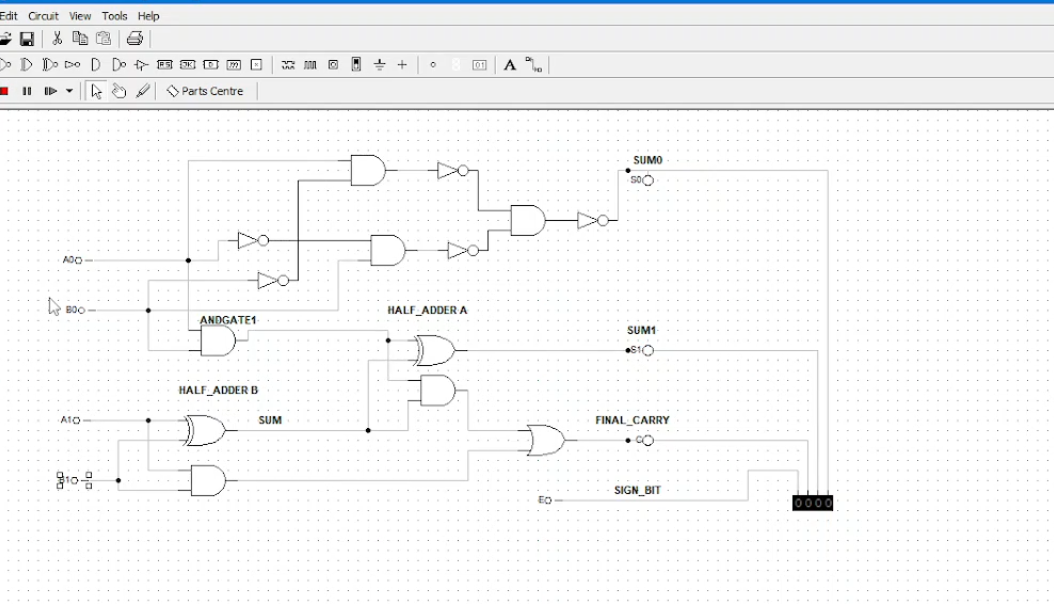 Edit Circuit View Tools Help
A
Parts Centre
SUM0
S0
A0
B0
HALF_ADDER A
ANDGATE1
SUM1
S1
HALF_ADDER B
A1
SUM
FINAL_CARRY
C
B1
SIGN_BIT
E
0000